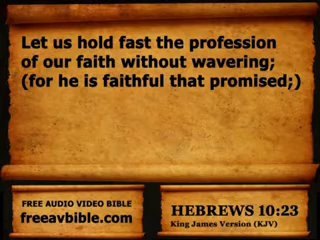 Let us hold fast the profession
of our faith without wavering;
(for he is faithful that promised;)
FREE AUDIO VIDEO BIBLE
freeavbible.com
HEBREWS 10:23
King James Version (KJV)